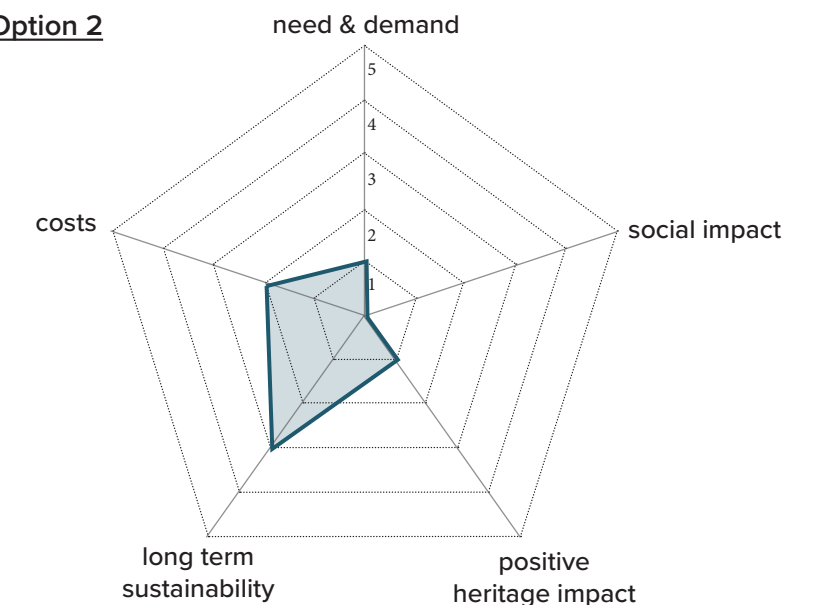 Option 2
need & demand
5
4
3
2
1
costs
social impact
long term
sustainability
positive
heritage impact